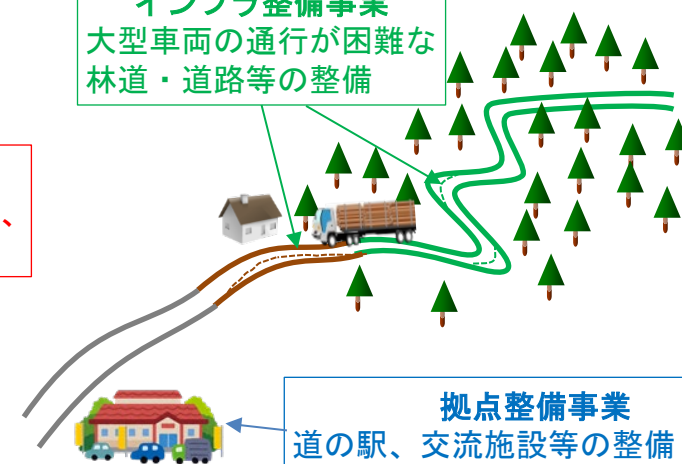 インフラ整備事業
大型車両の通行が困難な
林道・道路等の整備
、
拠点整備事業
道の駅、交流施設等の整備